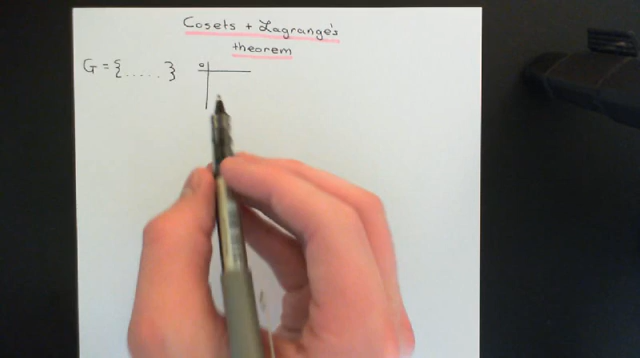 Cosets + Lagrange's
theorem
G = {.....} o